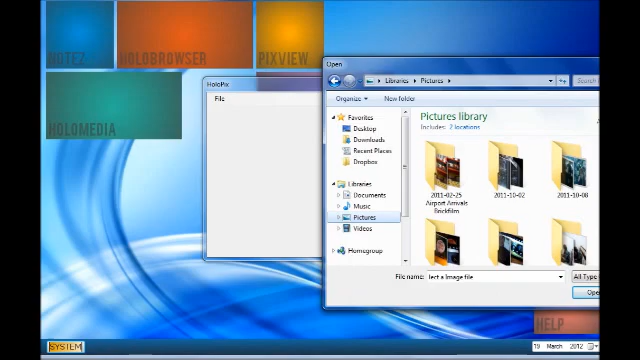 NOTEZ
HOLOBROWSER
PIXVIEW
HOLOMEDIA
HoloPix
File
Open
Libraries
Pictures
Search
Organize
New folder
Favorites
Desktop
Downloads
Recent Places
Dropbox
Libraries
Documents
Music
Pictures
Videos
Homegroup
Pictures library
Includes: 2 locations
2011-02-25
Airport Arrivals
Brickfilm
2011-10-02
2011-10-08
File name:
lect a Image file
All Type
Open
HELP
SYSTEM
19 March 2012